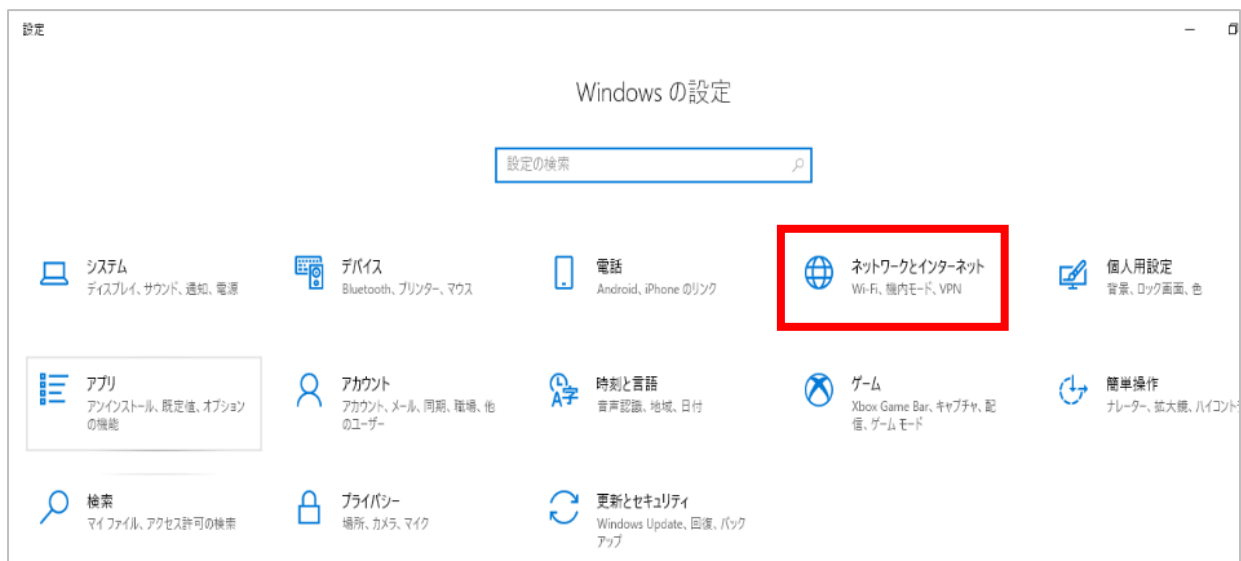 設定
Windows の設定
設定の検索
システム
ディスプレイ、サウンド、通知、電源
デバイス
Bluetooth、プリンター、マウス
電話
Android、iPhone のリンク
ネットワークとインターネット
Wi-Fi、機内モード、VPN
個人用設定
背景、ロック画面、色
アプリ
アンインストール、既定値、オプション
の機能
アカウント
アカウント、メール、同期、職場、他
のユーザー
時刻と言語
音声認識、地域、日付
ゲーム
Xbox Game Bar、キャプチャ、配
信、ゲーム モード
簡単操作
ナレーター、拡大鏡、ハイコント
検索
マイ ファイル、アクセス許可の検索
プライバシー
場所、カメラ、マイク
更新とセキュリティ
Windows Update、回復、バック
アップ